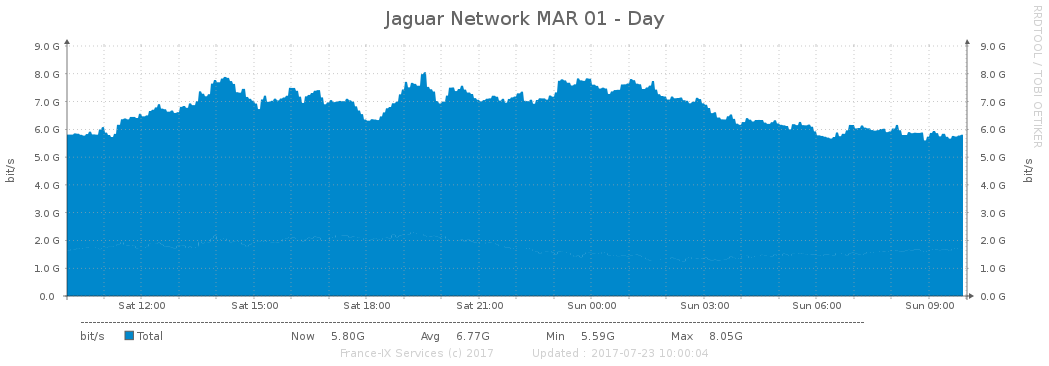 Jaguar Network MAR 01 - Day
RRDTOOL / TOBI OETIKER
9.0 G 9.0 G
8.0 G 8.0 G
7.0 G 7.0 G
6.0 G 6.0 G
5.0 G 5.0 G
4.0 G 4.0 G
3.0 G 3.0 G
2.0 G 2.0 G
1.0 G 1.0 G
0.0 0.0 G
bit/s bit/s
Sat 12:00 Sat 15:00 Sat 18:00 Sat 21:00 Sun 00:00 Sun 03:00 Sun 06:00 Sun 09:00
bit/s Total Now 5.80G Avg 6.77G Min 5.59G Max 8.05G
France-IX Services (c) 2017 Updated : 2017-07-23 10:00:04